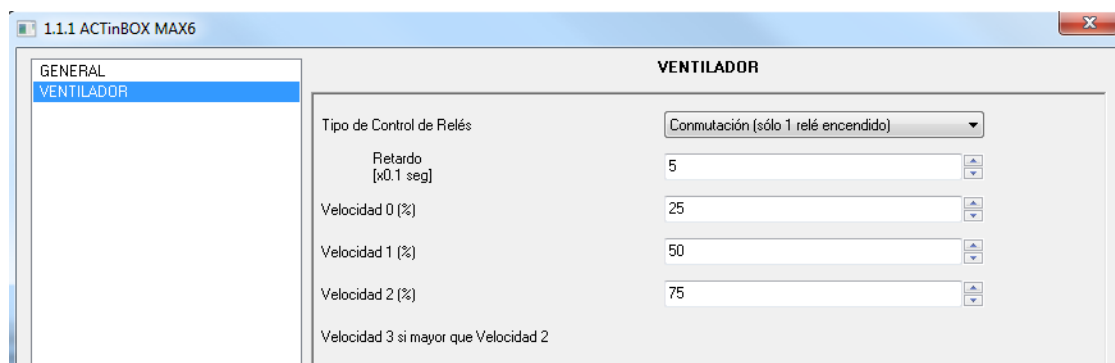 1.1.1 ACTinBOX MAX6
GENERAL
VENTILADOR
VENTILADOR
Tipo de Control de Relés
Conmutación (sólo 1 relé encendido)
Retardo
[x0.1 seg]
5
Velocidad 0 (%)
25
Velocidad 1 (%)
50
Velocidad 2 (%)
75
Velocidad 3 si mayor que Velocidad 2